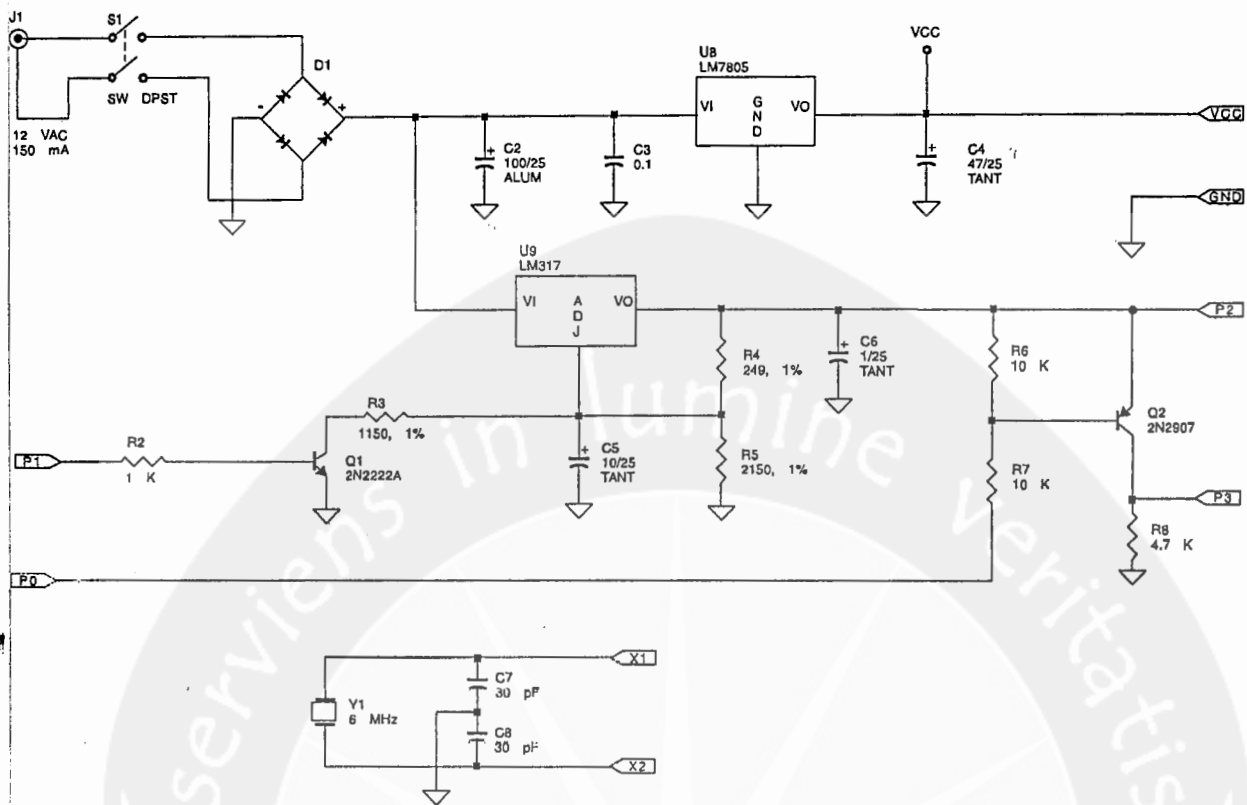 J1
S1
SW DPST
12 VAC
150 mA
D1
-
+
+
C2
100/25
ALUM
C3
0.1
U8
LM7805
VI
GND
VO
VCC
+
C4
47/25
TANT
VCC
GND
U9
LM317
VI
ADJ
VO
R4
249, 1%
+
C6
1/25
TANT
R6
10 K
P2
Q2
2N2907
R3
1150, 1%
P1
R2
1 K
Q1
2N2222A
+
C5
10/25
TANT
R5
2150, 1%
R7
10 K
P3
R8
4.7 K
P0
X1
C7
30 pF
Y1
6 MHz
C8
30 pF
X2
serviens in lumine veritatis